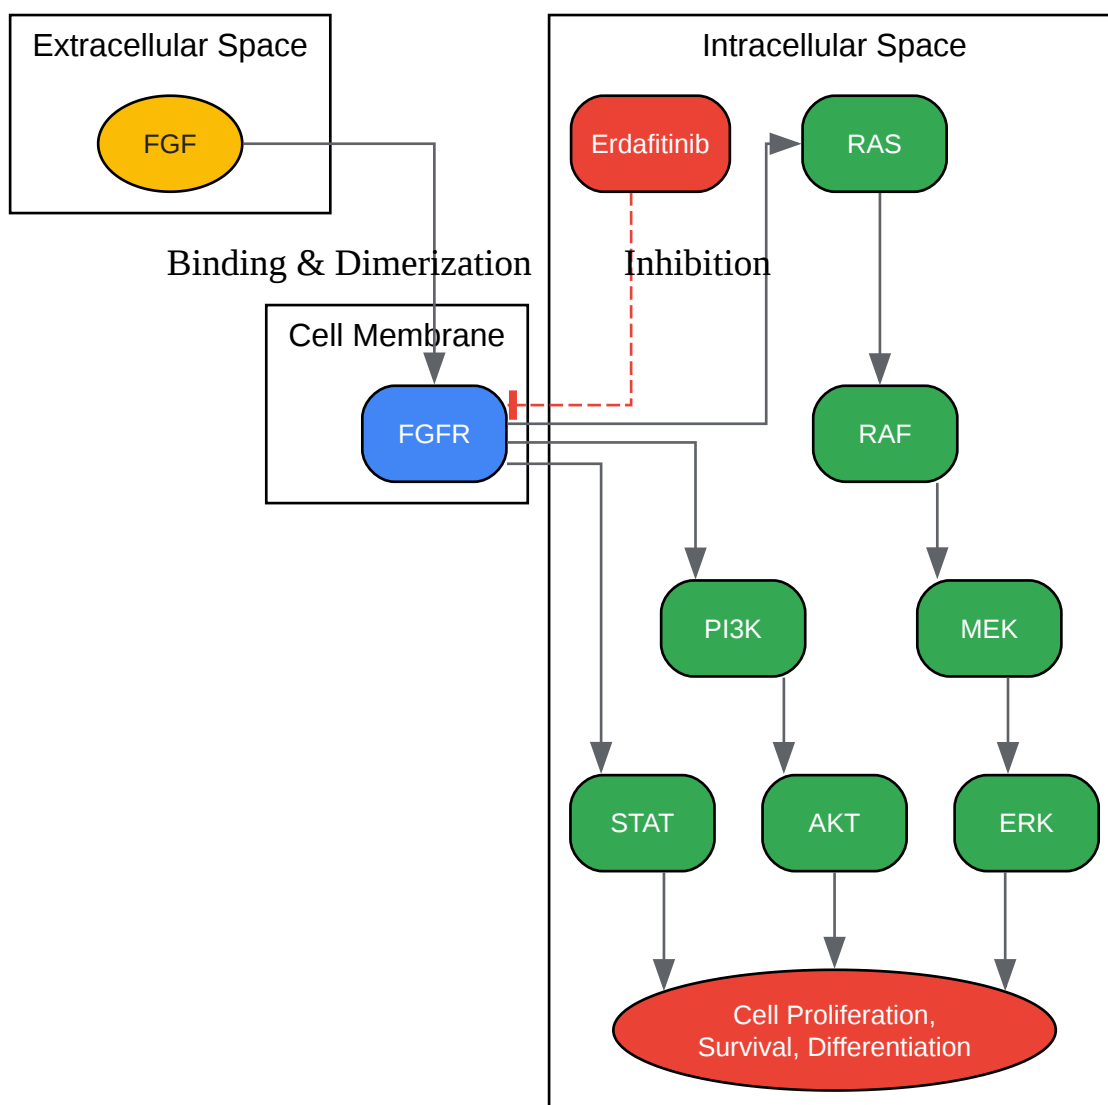 Extracellular Space
Intracellular Space
FGF
Erdafitinib
RAS
Binding & Dimerization
Inhibition
Cell Membrane
FGFR
RAF
PI3K
MEK
STAT
AKT
ERK
Cell Proliferation,
Survival, Differentiation